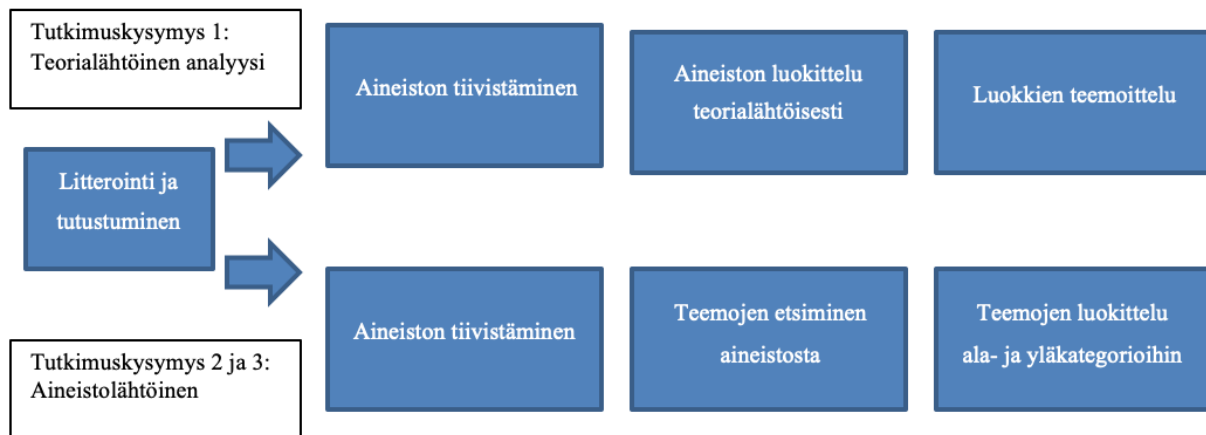 Tutkimuskysymys 1:
Teorialähtöinen analyysi
Aineiston tiivistäminen
Aineiston luokittelu
teorialähtöisesti
Luokkien teemoittelu
Litterointi ja
tutustuminen
Aineiston tiivistäminen
Teemojen etsiminen
aineistosta
Teemojen luokittelu
ala- ja yläkategorioihin
Tutkimuskysymys 2 ja 3:
Aineistolähtöinen